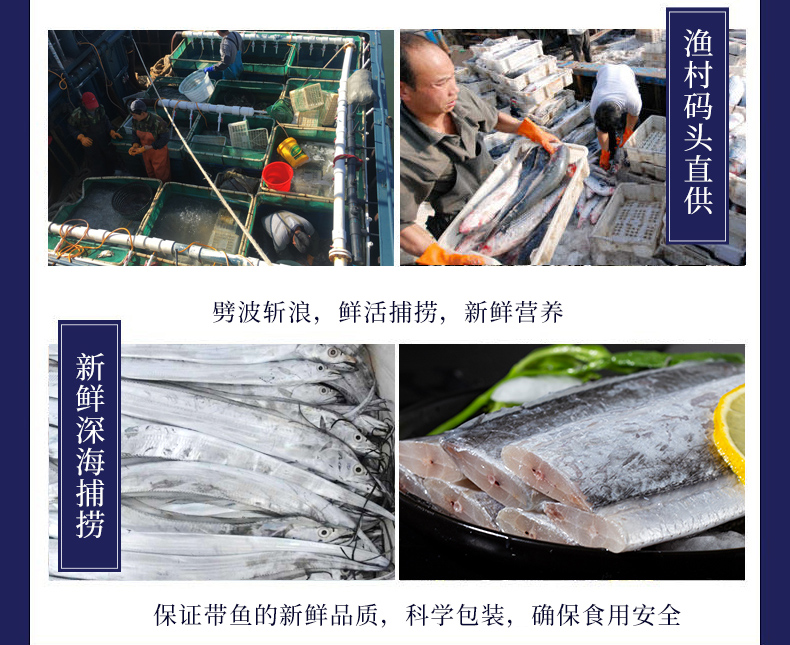 渔村码头直供
劈波斩浪，鲜活捕捞，新鲜营养
新鲜深海捕捞
保证带鱼的新鲜品质，科学包装，确保食用安全